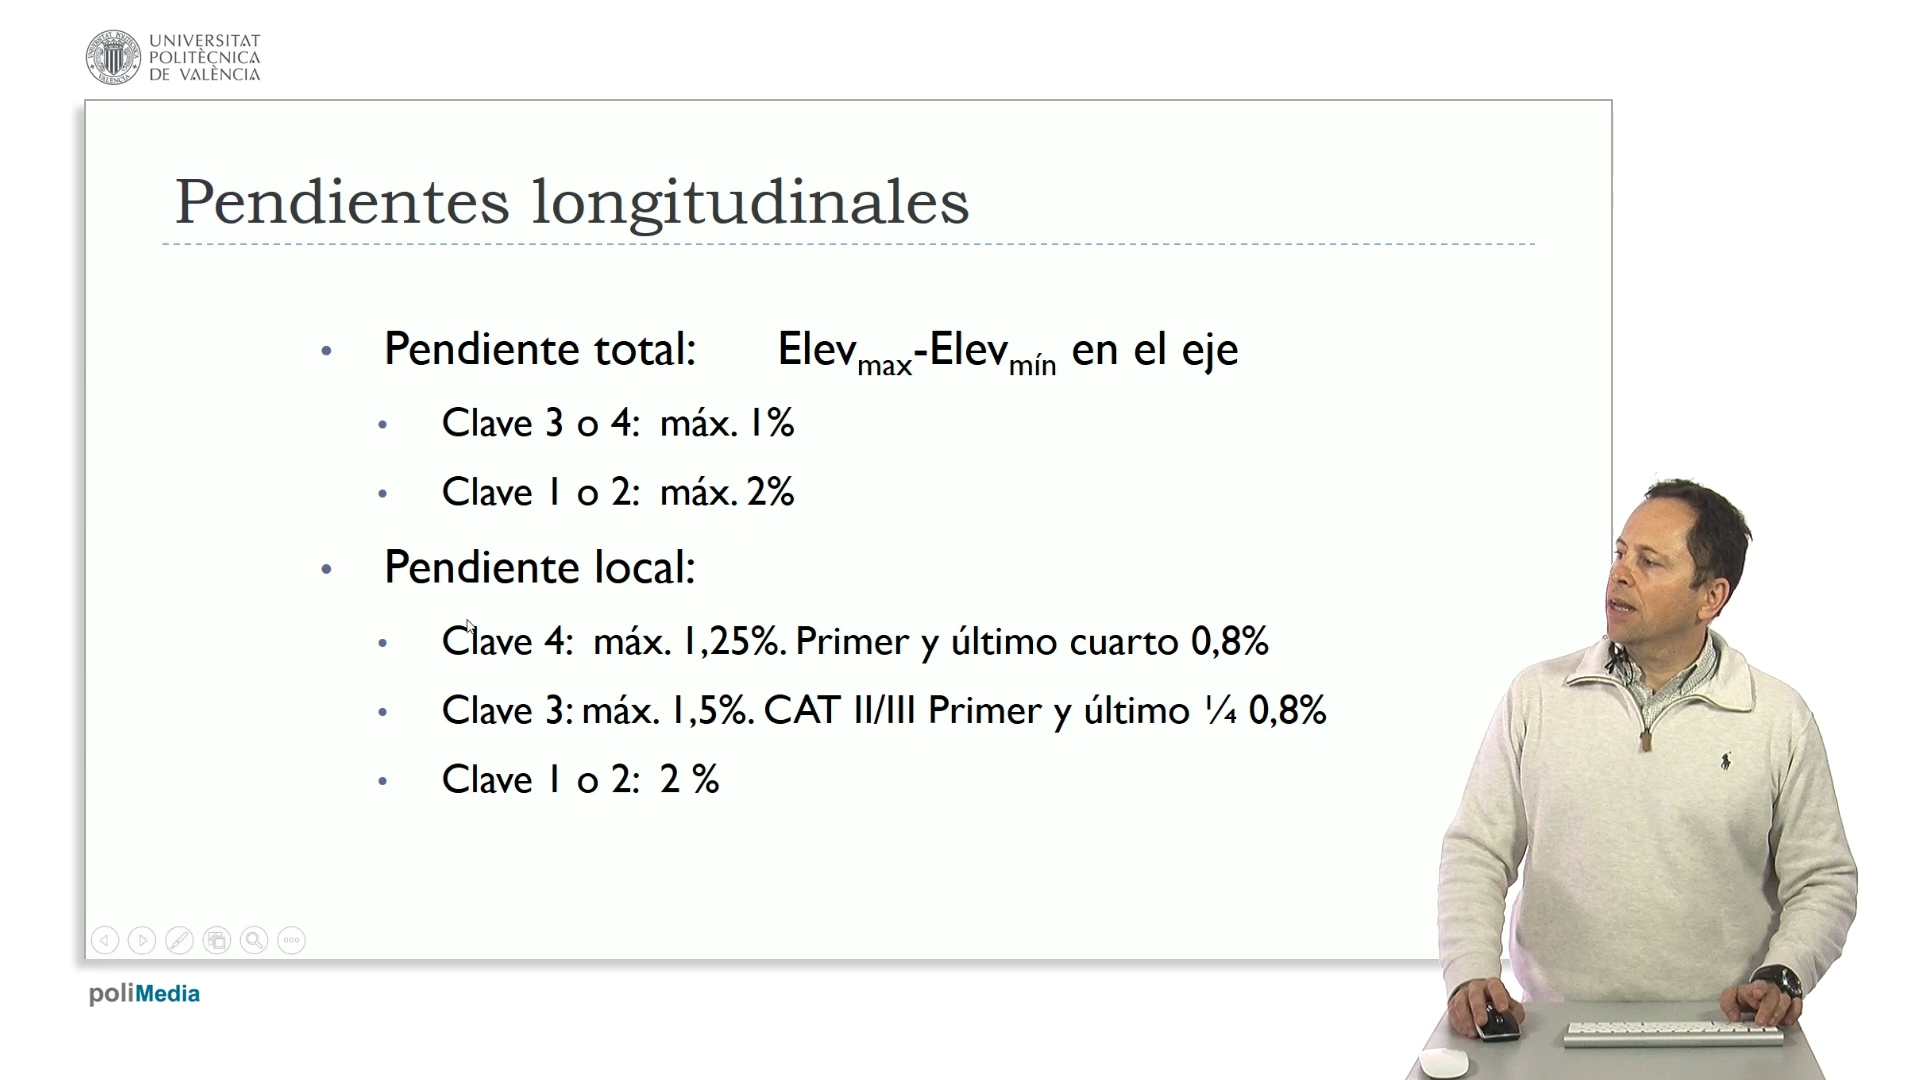 UNIVERSITAT
POLITÈCNICA
DE VALÈNCIA
Pendientes longitudinales
• Pendiente total: Elevmax-Elevmín en el eje
• Clave 3 o 4: máx. 1%
• Clave 1 o 2: máx. 2%
• Pendiente local:
• Clave 4: máx. 1,25%. Primer y último cuarto 0,8%
• Clave 3: máx. 1,5%. CAT II/III Primer y último ¼ 0,8%
• Clave 1 o 2: 2 %
poliMedia